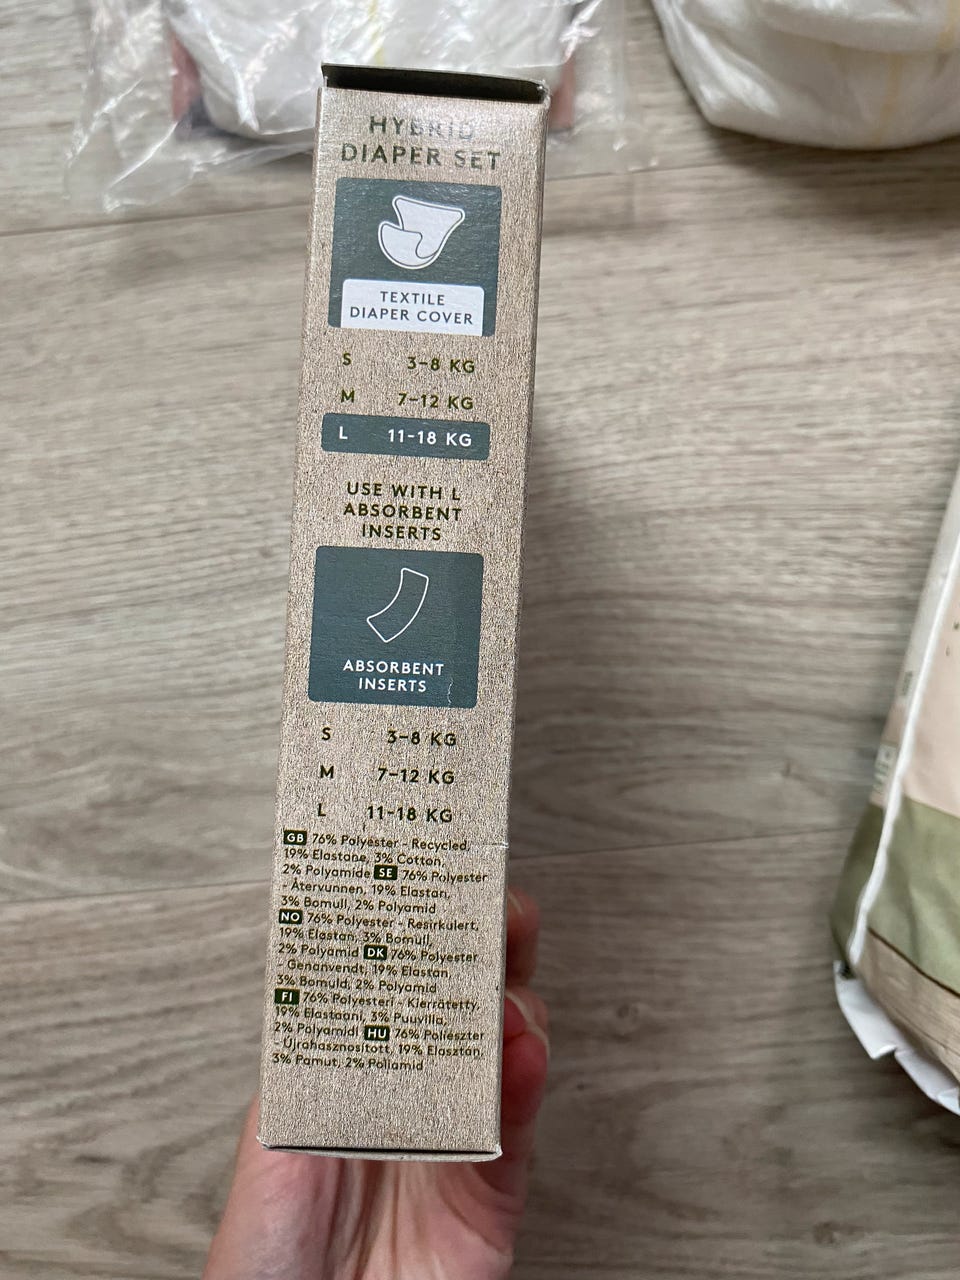 HYBRID
DIAPER SET
TEXTILE
DIAPER COVER
S 3-8 KG
M 7-12 KG
L 11-18 KG
USE WITH L
ABSORBENT
INSERTS
ABSORBENT
INSERTS
S 3-8 KG
M 7-12 KG
L 11-18 KG
GB 76% Polyester - Recycled,
19% Elastane, 3% Cotton,
2% Polyamide SE 76% Polyester
- Återvunnen, 19% Elastan,
3% Bomull, 2% Polyamid
NO 76% Polyester - Resirkulert,
19% Elastan, 3% Bomull,
2% Polyamid DK 76% Polyester
- Genanvendt, 19% Elastan
3% Bomuld, 2% Polyamid
FI 76% Polyesteri - Kierrätetty,
19% Elastaani, 3% Puuvilla,
2% Polyamidi HU 76% Poliészter
- Újrahasznosított, 19% Elasztán,
3% Pamut, 2% Poliamid